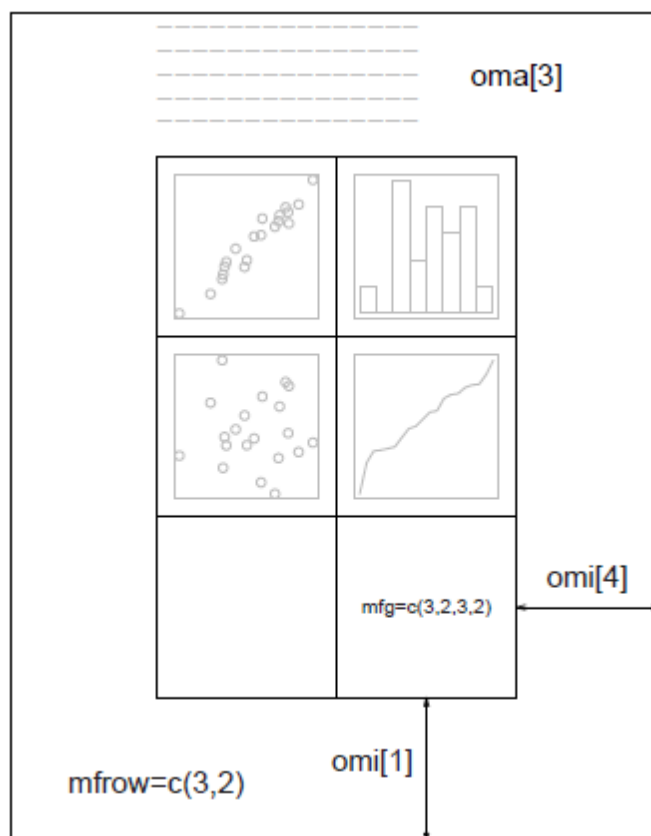 oma[3]
mfg=c(3,2,3,2)
omi[4]
omi[1]
mfrow=c(3,2)